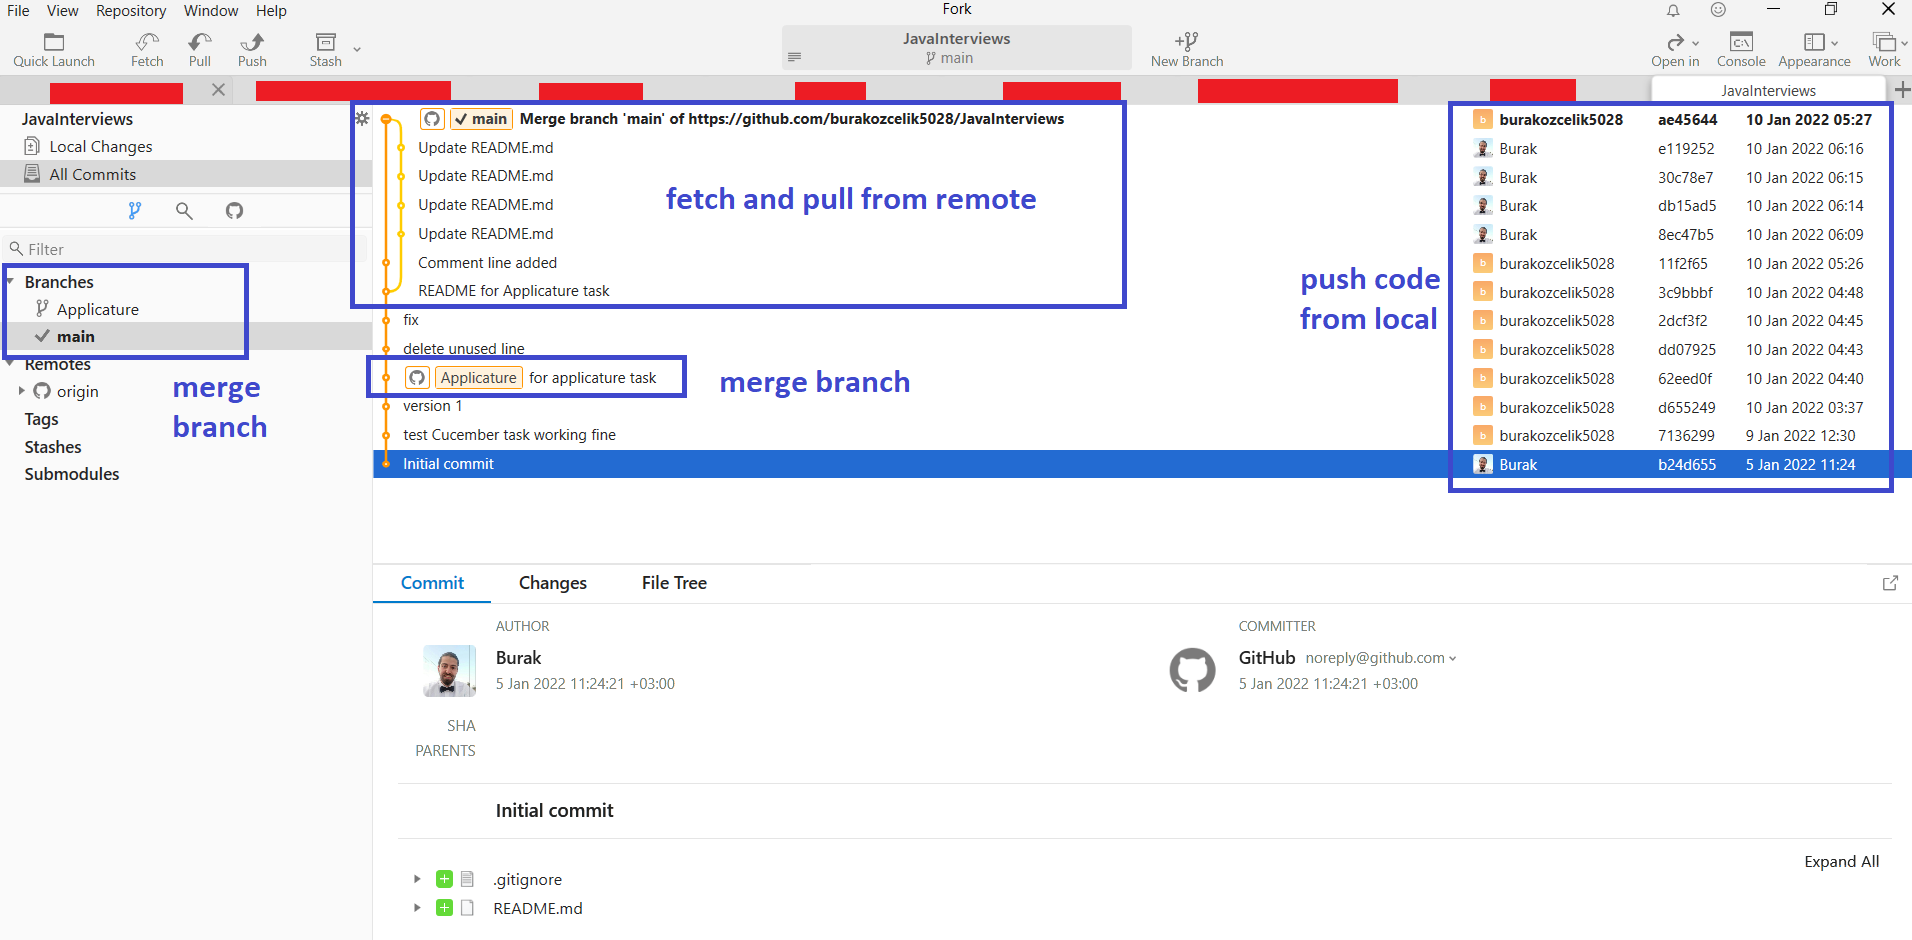 File View Repository Window Help
Fork
Quick Launch Fetch Pull Push Stash
JavaInterviews
main
New Branch
Open in Console Appearance Work
JavaInterviews
JavaInterviews
Local Changes
All Commits
Filter
Branches
Applicature
main
Remotes
origin
Tags
Stashes
Submodules
merge
branch
main Merge branch 'main' of https://github.com/burakozcelik5028/JavaInterviews burakozcelik5028 ae45644 10 Jan 2022 05:27
Update README.md Burak e119252 10 Jan 2022 06:16
Update README.md Burak 30c78e7 10 Jan 2022 06:15
Update README.md Burak db15ad5 10 Jan 2022 06:14
Update README.md Burak 8ec47b5 10 Jan 2022 06:09
Comment line added b burakozcelik5028 11f2f65 10 Jan 2022 05:26
README for Applicature task b burakozcelik5028 3c9bbbf 10 Jan 2022 04:48
fix b burakozcelik5028 2dcf3f2 10 Jan 2022 04:45
delete unused line b burakozcelik5028 dd07925 10 Jan 2022 04:43
Applicature for applicature task b burakozcelik5028 62eed0f 10 Jan 2022 04:40
version 1 b burakozcelik5028 d655249 10 Jan 2022 03:37
test Cucember task working fine b burakozcelik5028 7136299 9 Jan 2022 12:30
Initial commit Burak b24d655 5 Jan 2022 11:24
fetch and pull from remote
push code
from local
merge branch
Commit Changes File Tree
AUTHOR
Burak
5 Jan 2022 11:24:21 +03:00
COMMITTER
GitHub noreply@github.com
5 Jan 2022 11:24:21 +03:00
SHA
PARENTS
Initial commit
Expand All
.gitignore
README.md